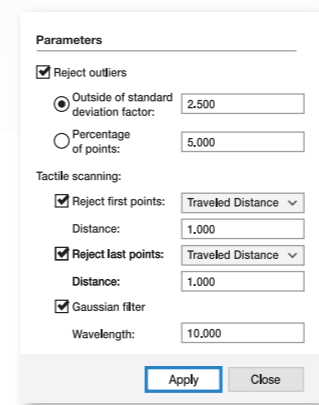 Parameters
Reject outliers
Outside of standard
deviation factor:
2.500
Percentage
of points:
5.000
Tactile scanning:
Reject first points: Traveled Distance
Distance: 1.000
Reject last points: Traveled Distance
Distance: 1.000
Gaussian filter
Wavelength: 10.000
Apply Close